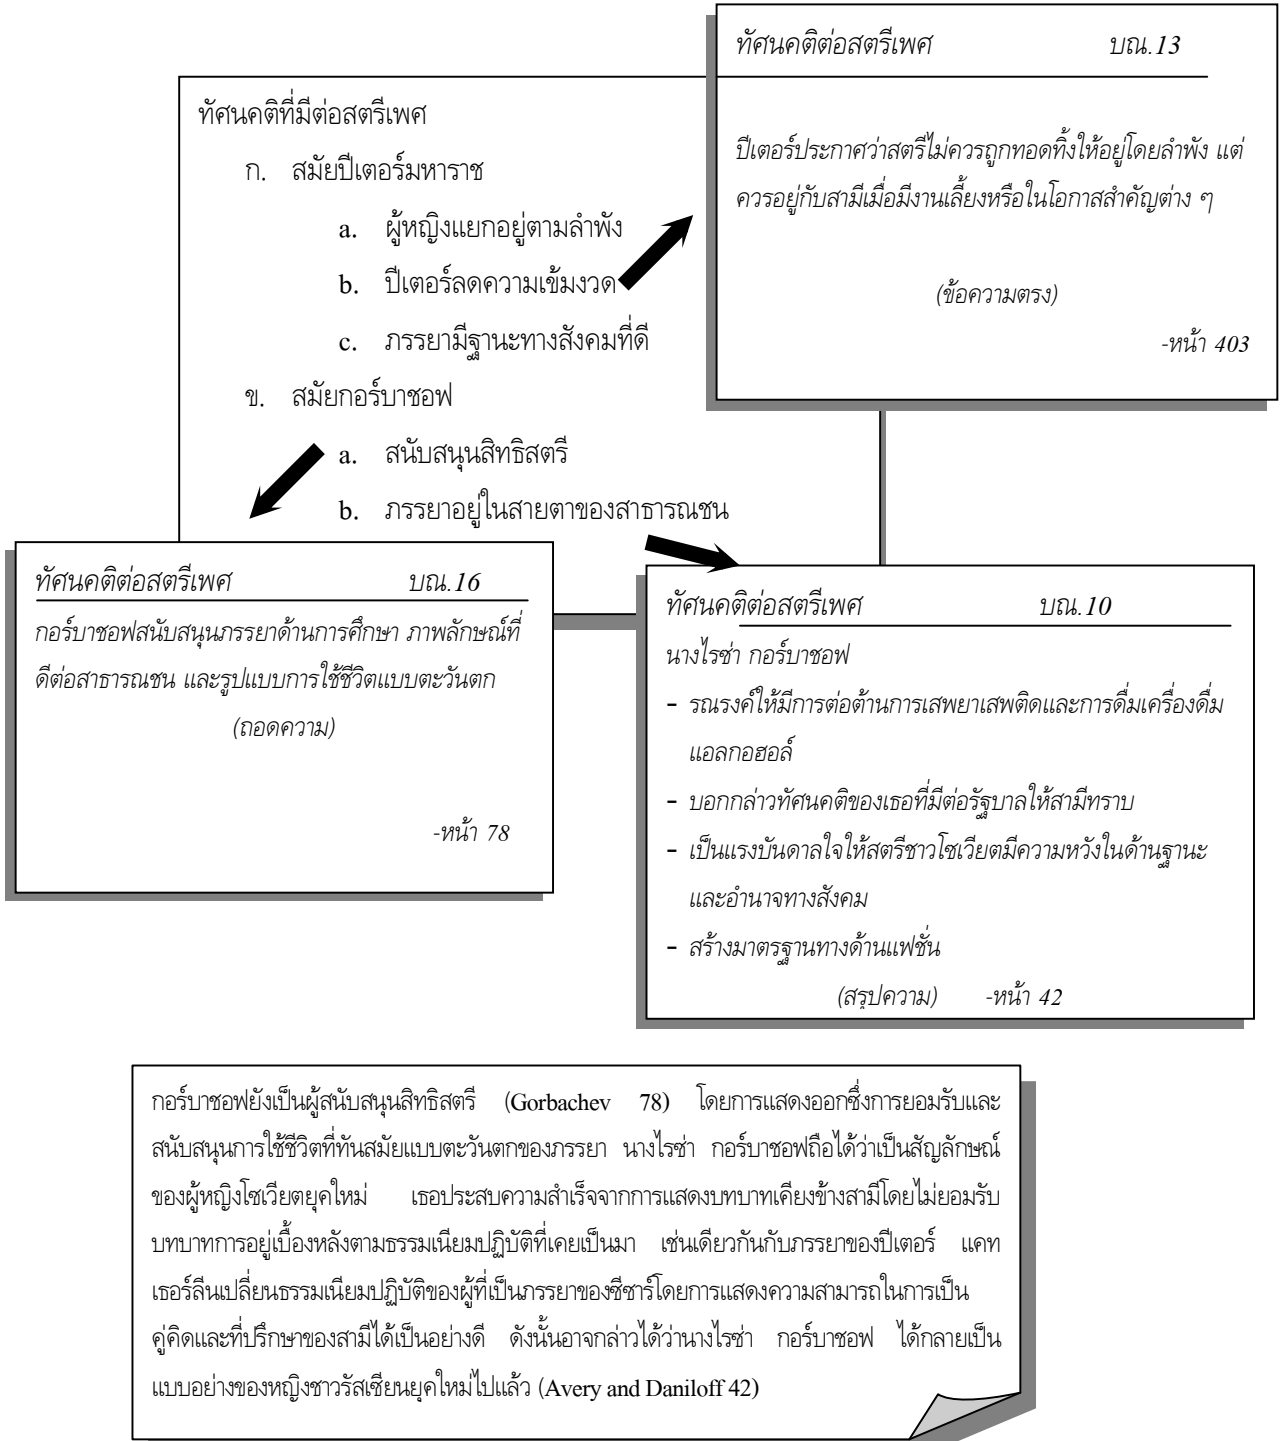 ทัศนคติต่อสตรีเพศ บณ.13
ปีเตอร์ประกาศว่าสตรีไม่ควรถูกทอดทิ้งให้อยู่โดยลำพัง แต่
ควรอยู่กับสามีเมื่อมีงานเลี้ยงหรือในโอกาสสำคัญต่าง ๆ
(ข้อความตรง)
-หน้า 403
ทัศนคติที่มีต่อสตรีเพศ
ก. สมัยปีเตอร์มหาราช
a. ผู้หญิงแยกอยู่ตามลำพัง
b. ปีเตอร์ลดความเข้มงวด
c. ภรรยามีฐานะทางสังคมที่ดี
ข. สมัยกอร์บาชอฟ
a. สนับสนุนสิทธิสตรี
b. ภรรยาอยู่ในสายตาของสาธารณชน
ทัศนคติต่อสตรีเพศ บณ.16
กอร์บาชอฟสนับสนุนภรรยาด้านการศึกษา ภาพลักษณ์ที่
ดีต่อสาธารณชน และรูปแบบการใช้ชีวิตแบบตะวันตก
(ถอดความ)
-หน้า 78
ทัศนคติต่อสตรีเพศ บณ.10
นางไรซ่า กอร์บาชอฟ
- รณรงค์ให้มีการต่อต้านการเสพยาเสพติดและการดื่มเครื่องดื่ม
แอลกอฮอล์
- บอกกล่าวทัศนคติของเธอที่มีต่อรัฐบาลให้สามีทราบ
- เป็นแรงบันดาลใจให้สตรีชาวโซเวียตมีความหวังในด้านฐานะ
และอำนาจทางสังคม
- สร้างมาตรฐานทางด้านแฟชั่น
(สรุปความ) -หน้า 42
กอร์บาชอฟยังเป็นผู้สนับสนุนสิทธิสตรี (Gorbachev 78) โดยการแสดงออกซึ่งการยอมรับและ
สนับสนุนการใช้ชีวิตที่ทันสมัยแบบตะวันตกของภรรยา นางไรซ่า กอร์บาชอฟถือได้ว่าเป็นสัญลักษณ์
ของผู้หญิงโซเวียตยุคใหม่ เธอประสบความสำเร็จจากการแสดงบทบาทเคียงข้างสามีโดยไม่ยอมรับ
บทบาทการอยู่เบื้องหลังตามธรรมเนียมปฏิบัติที่เคยเป็นมา เช่นเดียวกันกับภรรยาของปีเตอร์ แคท
เธอร์ลีนเปลี่ยนธรรมเนียมปฏิบัติของผู้ที่เป็นภรรยาของซีซาร์โดยการแสดงความสามารถในการเป็น
คู่คิดและที่ปรึกษาของสามีได้เป็นอย่างดี ดังนั้นอาจกล่าวได้ว่านางไรซ่า กอร์บาชอฟ ได้กลายเป็น
แบบอย่างของหญิงชาวรัสเซียนยุคใหม่ไปแล้ว (Avery and Daniloff 42)